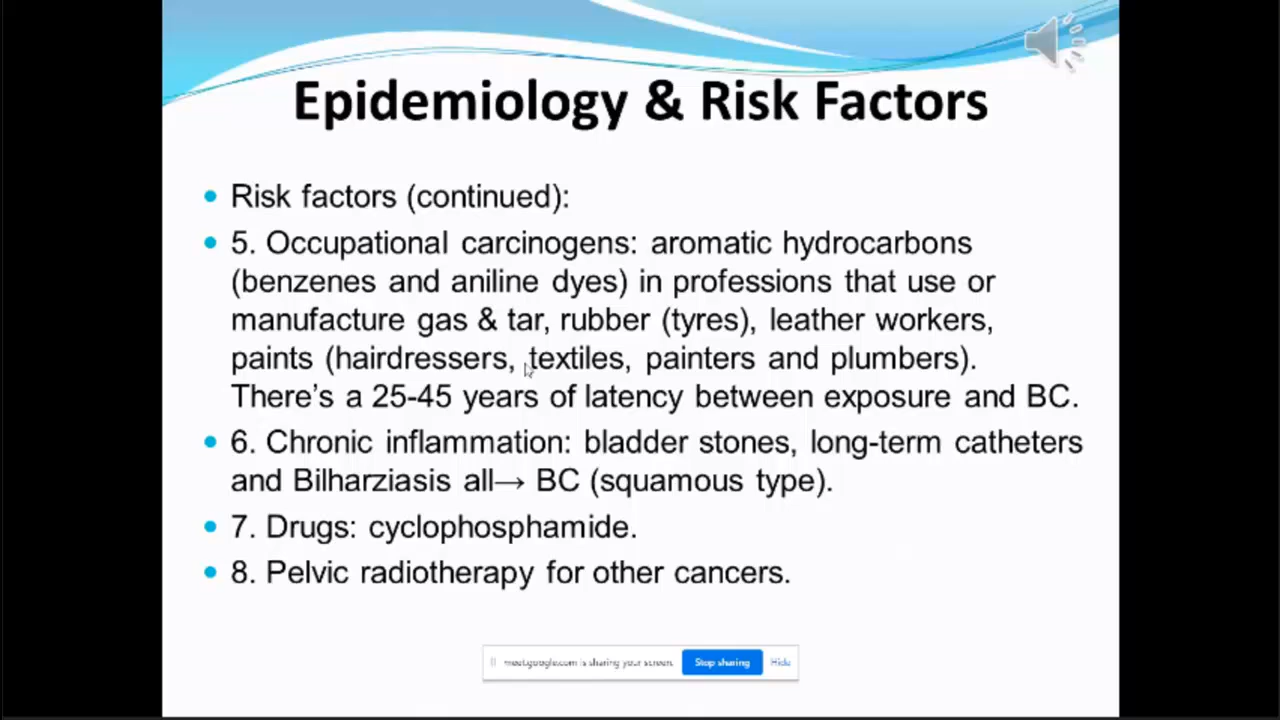 Epidemiology & Risk Factors
• Risk factors (continued):
• 5. Occupational carcinogens: aromatic hydrocarbons
(benzenes and aniline dyes) in professions that use or
manufacture gas & tar, rubber (tyres), leather workers,
paints (hairdressers, textiles, painters and plumbers).
There's a 25-45 years of latency between exposure and BC.
• 6. Chronic inflammation: bladder stones, long-term catheters
and Bilharziasis all→ BC (squamous type).
• 7. Drugs: cyclophosphamide.
• 8. Pelvic radiotherapy for other cancers.
meet.google.com is sharing your screen. Stop sharing Hide